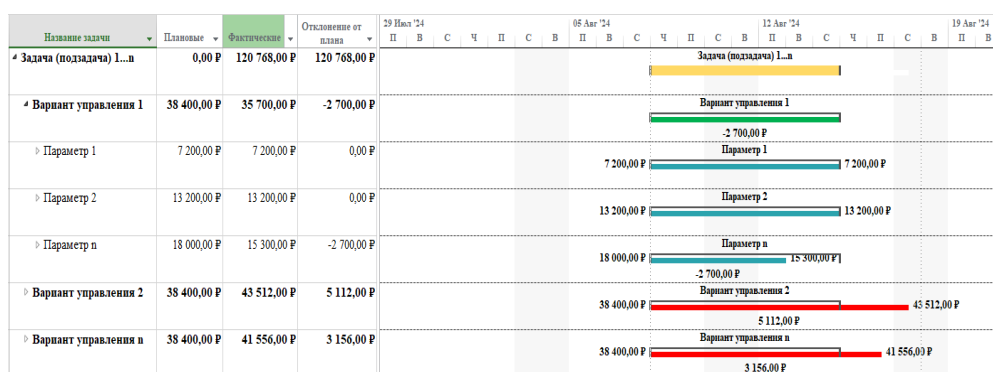 Название задачи Плановые Фактические Отклонение от плана 29 Июл '24 05 Авг '24 12 Авг '24 19 Авг '24
П В С Ч П С В П В С Ч П С В П В С Ч П С В П В
Задача (подзадача) 1...n 0,00 ₽ 120 768,00 ₽ 120 768,00 ₽ Задача (подзадача) 1...n
Вариант управления 1 38 400,00 ₽ 35 700,00 ₽ -2 700,00 ₽ Вариант управления 1
-2 700,00 ₽
Параметр 1 7 200,00 ₽ 7 200,00 ₽ 0,00 ₽ Параметр 1
7 200,00 ₽ 7 200,00 ₽
Параметр 2 13 200,00 ₽ 13 200,00 ₽ 0,00 ₽ Параметр 2
13 200,00 ₽ 13 200,00 ₽
Параметр n 18 000,00 ₽ 15 300,00 ₽ -2 700,00 ₽ Параметр n
18 000,00 ₽ 15 300,00 ₽
-2 700,00 ₽
Вариант управления 2 38 400,00 ₽ 43 512,00 ₽ 5 112,00 ₽ Вариант управления 2
38 400,00 ₽ 43 512,00 ₽
5 112,00 ₽
Вариант управления n 38 400,00 ₽ 41 556,00 ₽ 3 156,00 ₽ Вариант управления n
38 400,00 ₽ 41 556,00 ₽
3 156,00 ₽